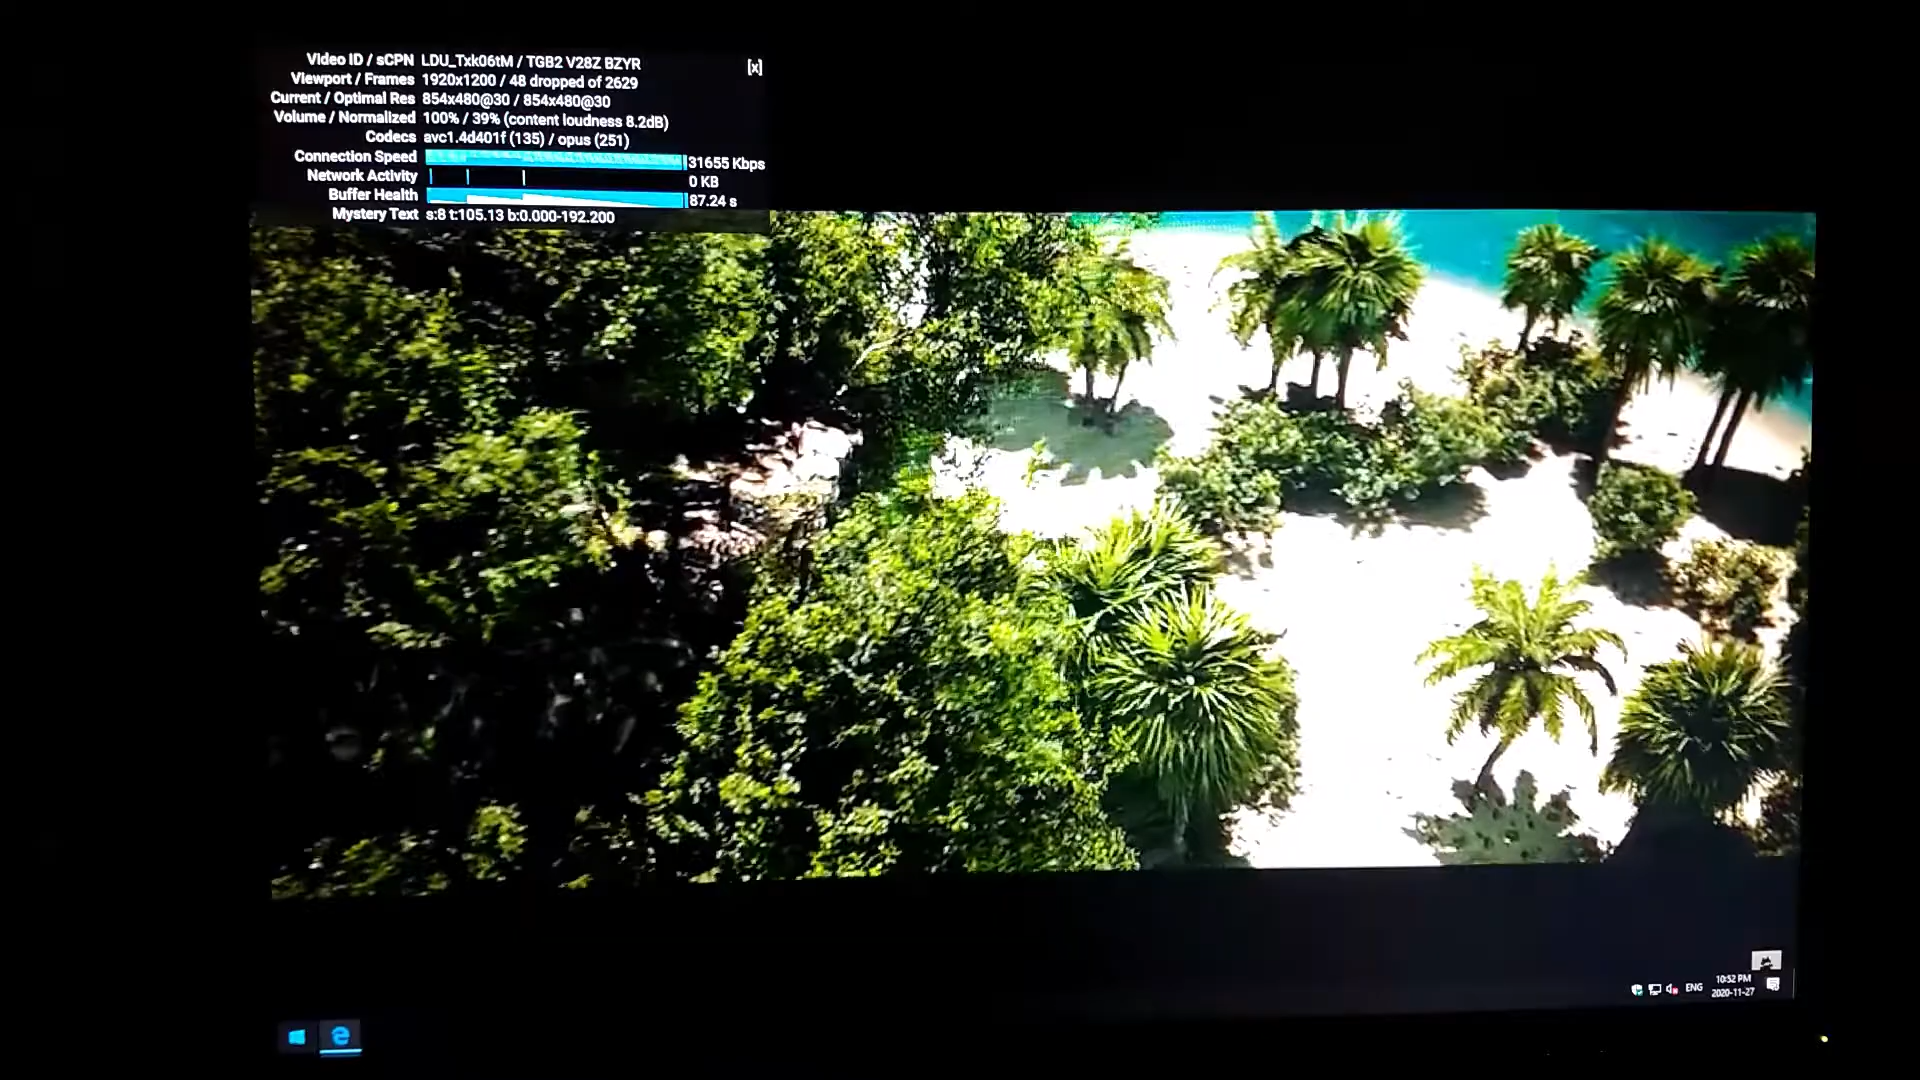 Video ID / sCPN LDU_Txk06tM / TGB2 V28Z BZYR [x]
Viewport / Frames 1920x1200 / 48 dropped of 2629
Current / Optimal Res 854x480@30 / 854x480@30
Volume / Normalized 100% / 39% (content loudness 8.2dB)
Codecs avc1.4d401f (135) / opus (251)
Connection Speed 31655 Kbps
Network Activity 0 KB
Buffer Health 87.24 s
Mystery Text s:8 t:105.13 b:0.000-192.200
ENG 10:52 PM
2020-11-27